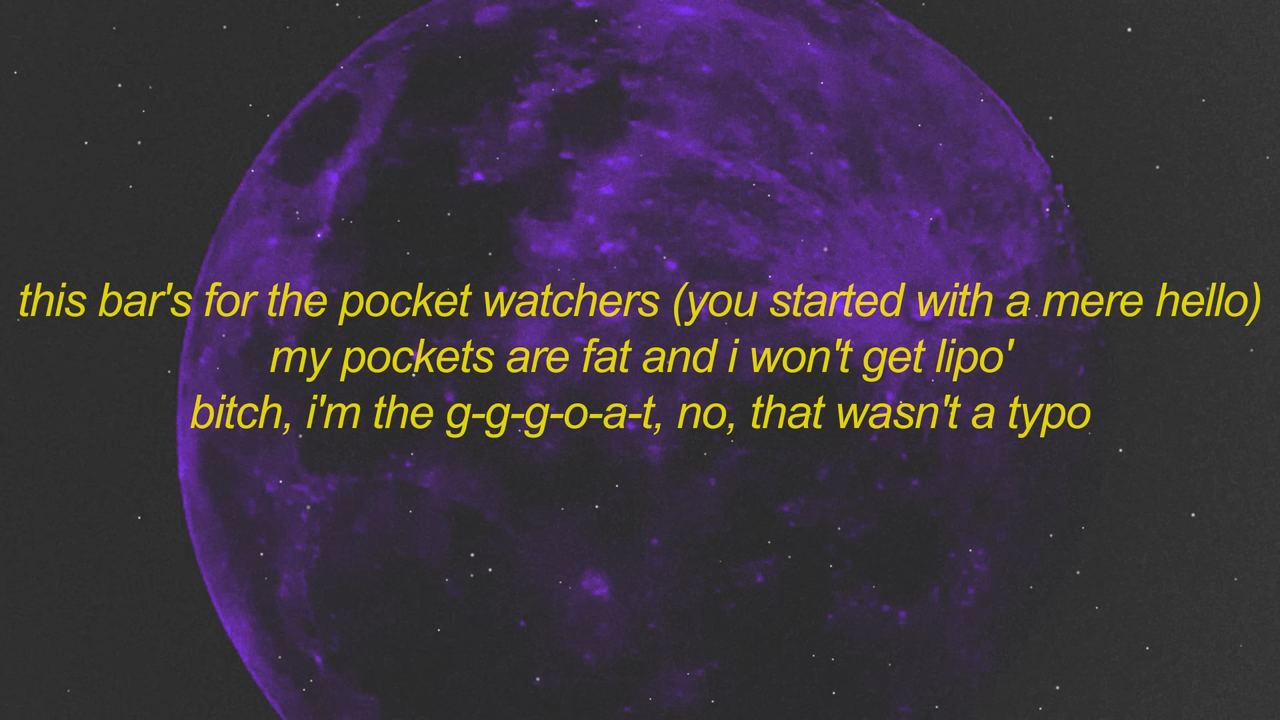 this bar's for the pocket watchers (you started with a mere hello)
my pockets are fat and i won't get lipo'
bitch, i'm the g-g-g-o-a-t, no, that wasn't a typo